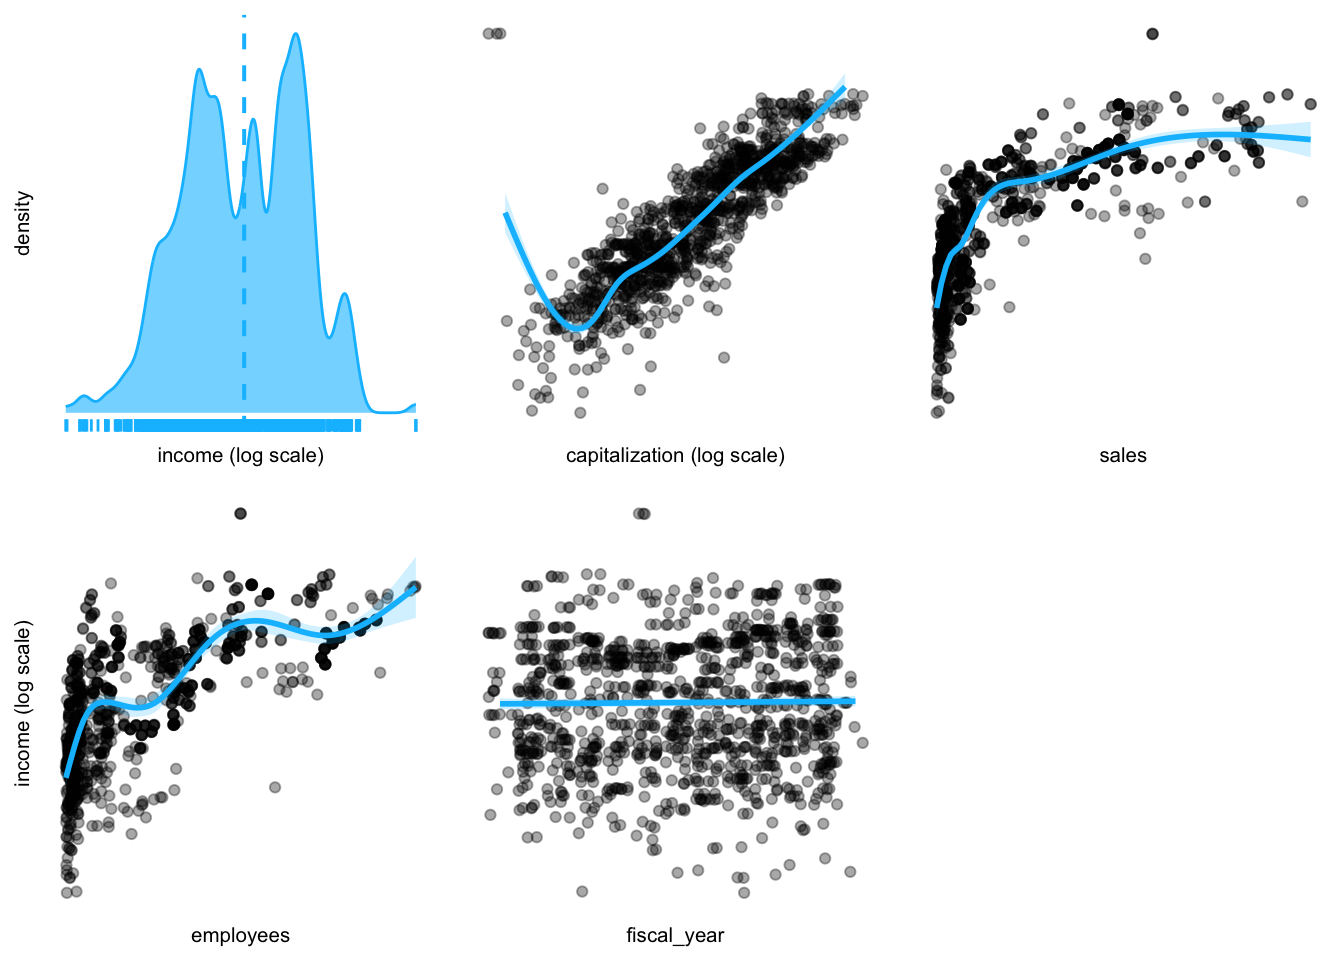 density
income (log scale)
capitalization (log scale)
sales
income (log scale)
employees
fiscal_year